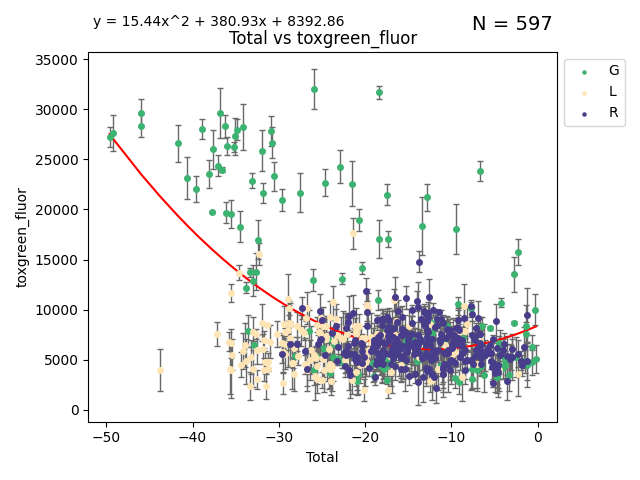 y = 15.44x^2 + 380.93x + 8392.86
N = 597
Total vs toxgreen_fluor
35000
30000
25000
20000
15000
10000
5000
0
toxgreen_fluor
−50
−40
−30
−20
−10
0
Total
G
L
R